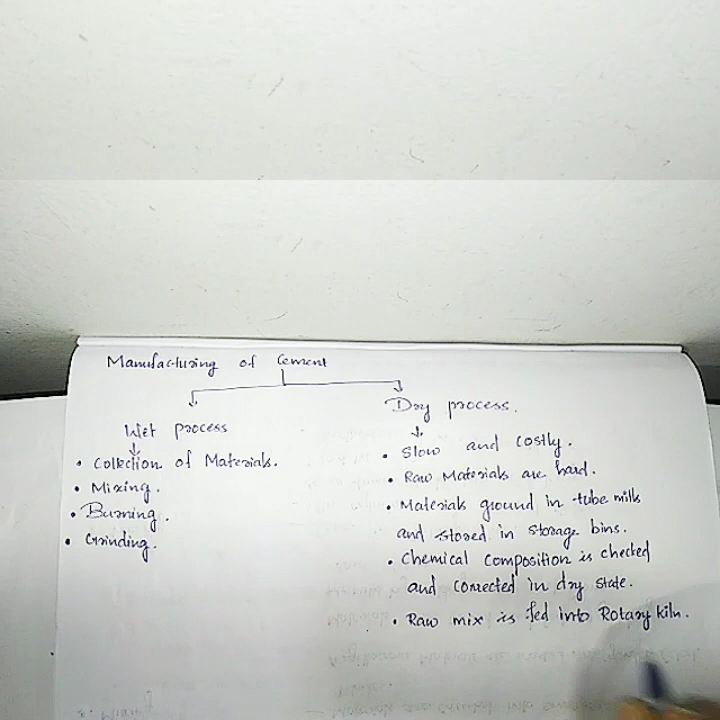 Manufacturing of Cement
Wet process
• Collection of Materials.
• Mixing.
• Burning.
• Grinding.
Dry process.
• Slow and costly.
• Raw Materials are hard.
• Materials ground in tube mills
and stored in storage bins.
• Chemical composition is checked
and corrected in dry state.
• Raw mix is fed into Rotary kiln.